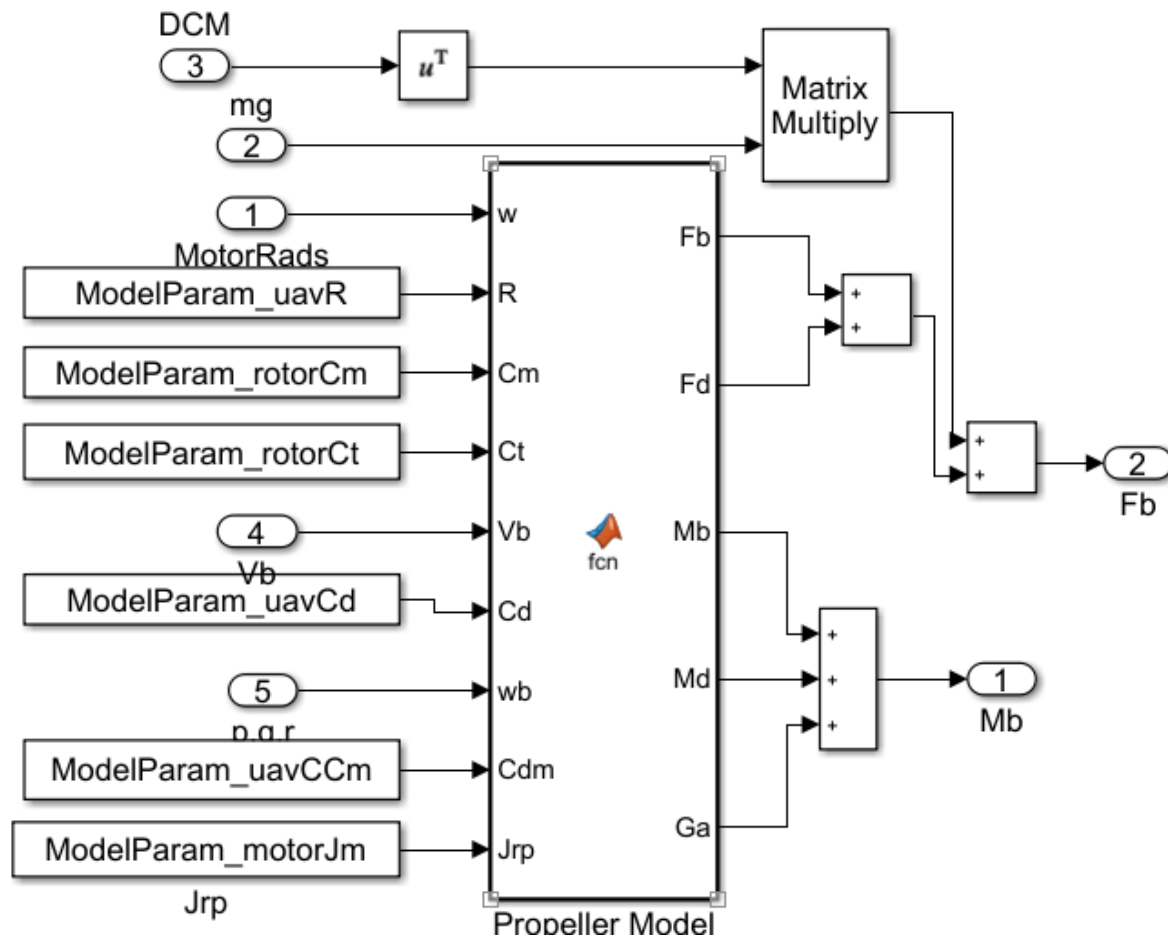 DCM
3
u^T
mg
2
Matrix
Multiply
1
MotorRads
w
Fb
ModelParam_uavR
R
+
+
ModelParam_rotorCm
Cm
Fd
ModelParam_rotorCt
Ct
+
+
2
Fb
4
Vb
Vb
fcn
Mb
ModelParam_uavCd
Cd
+
5
p,q,r
wb
Md
+
1
Mb
+
ModelParam_uavCCm
Cdm
Ga
ModelParam_motorJm
Jrp
Jrp
Propeller Model